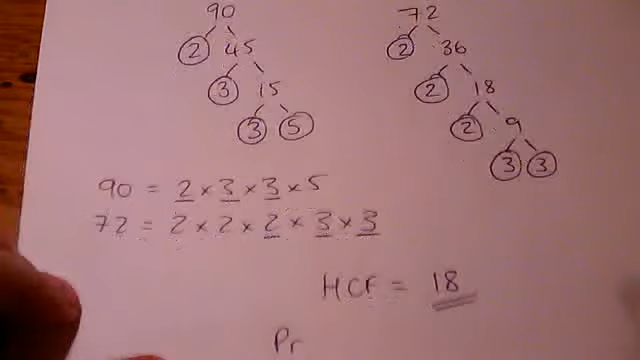 90 72
2 45 2 36
3 15 2 18
3 5 2 9
3 3
90 = 2 × 3 × 3 × 5
72 = 2 × 2 × 2 × 3 × 3
HCF = 18
Pr